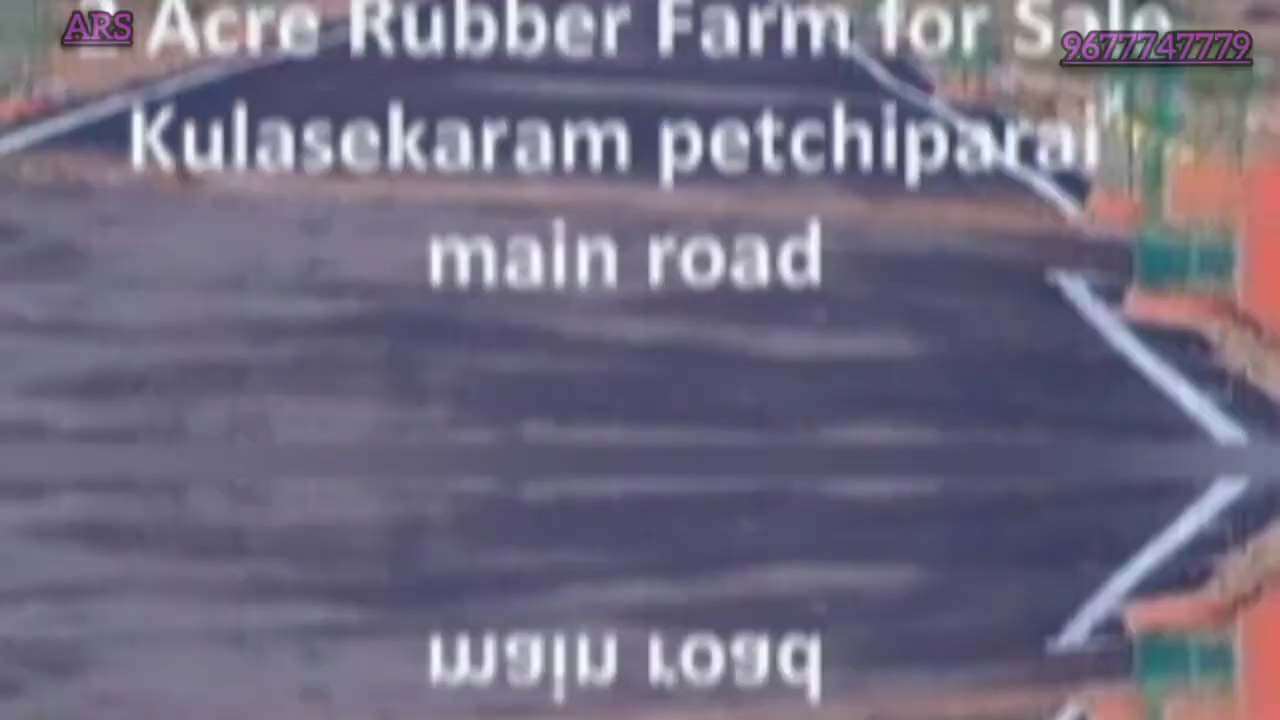 ARS
9677747779
Acre Rubber Farm for Sale
Kulasekaram petchiparai
main road
main road